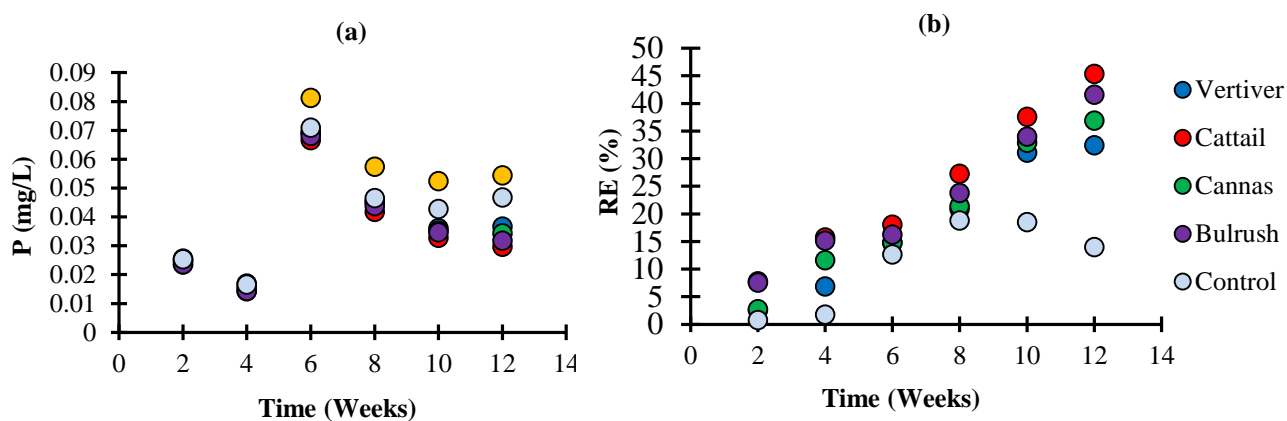 (a)
P (mg/L)
0.09
0.08
0.07
0.06
0.05
0.04
0.03
0.02
0.01
0
0 2 4 6 8 10 12 14
Time (Weeks)
(b)
RE (%)
50
45
40
35
30
25
20
15
10
5
0
0 2 4 6 8 10 12 14
Time (Weeks)
Vertiver
Cattail
Cannas
Bulrush
Control